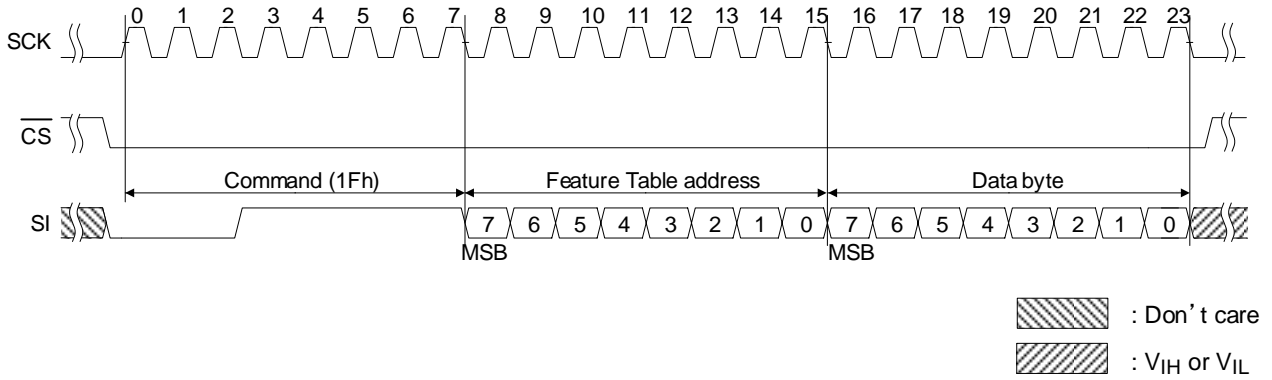 0 1 2 3 4 5 6 7 8 9 10 11 12 13 14 15 16 17 18 19 20 21 22 23
SCK
CS
Command (1Fh) Feature Table address Data byte
SI 7 6 5 4 3 2 1 0 7 6 5 4 3 2 1 0
MSB MSB
: Don't care
: VIH or VIL